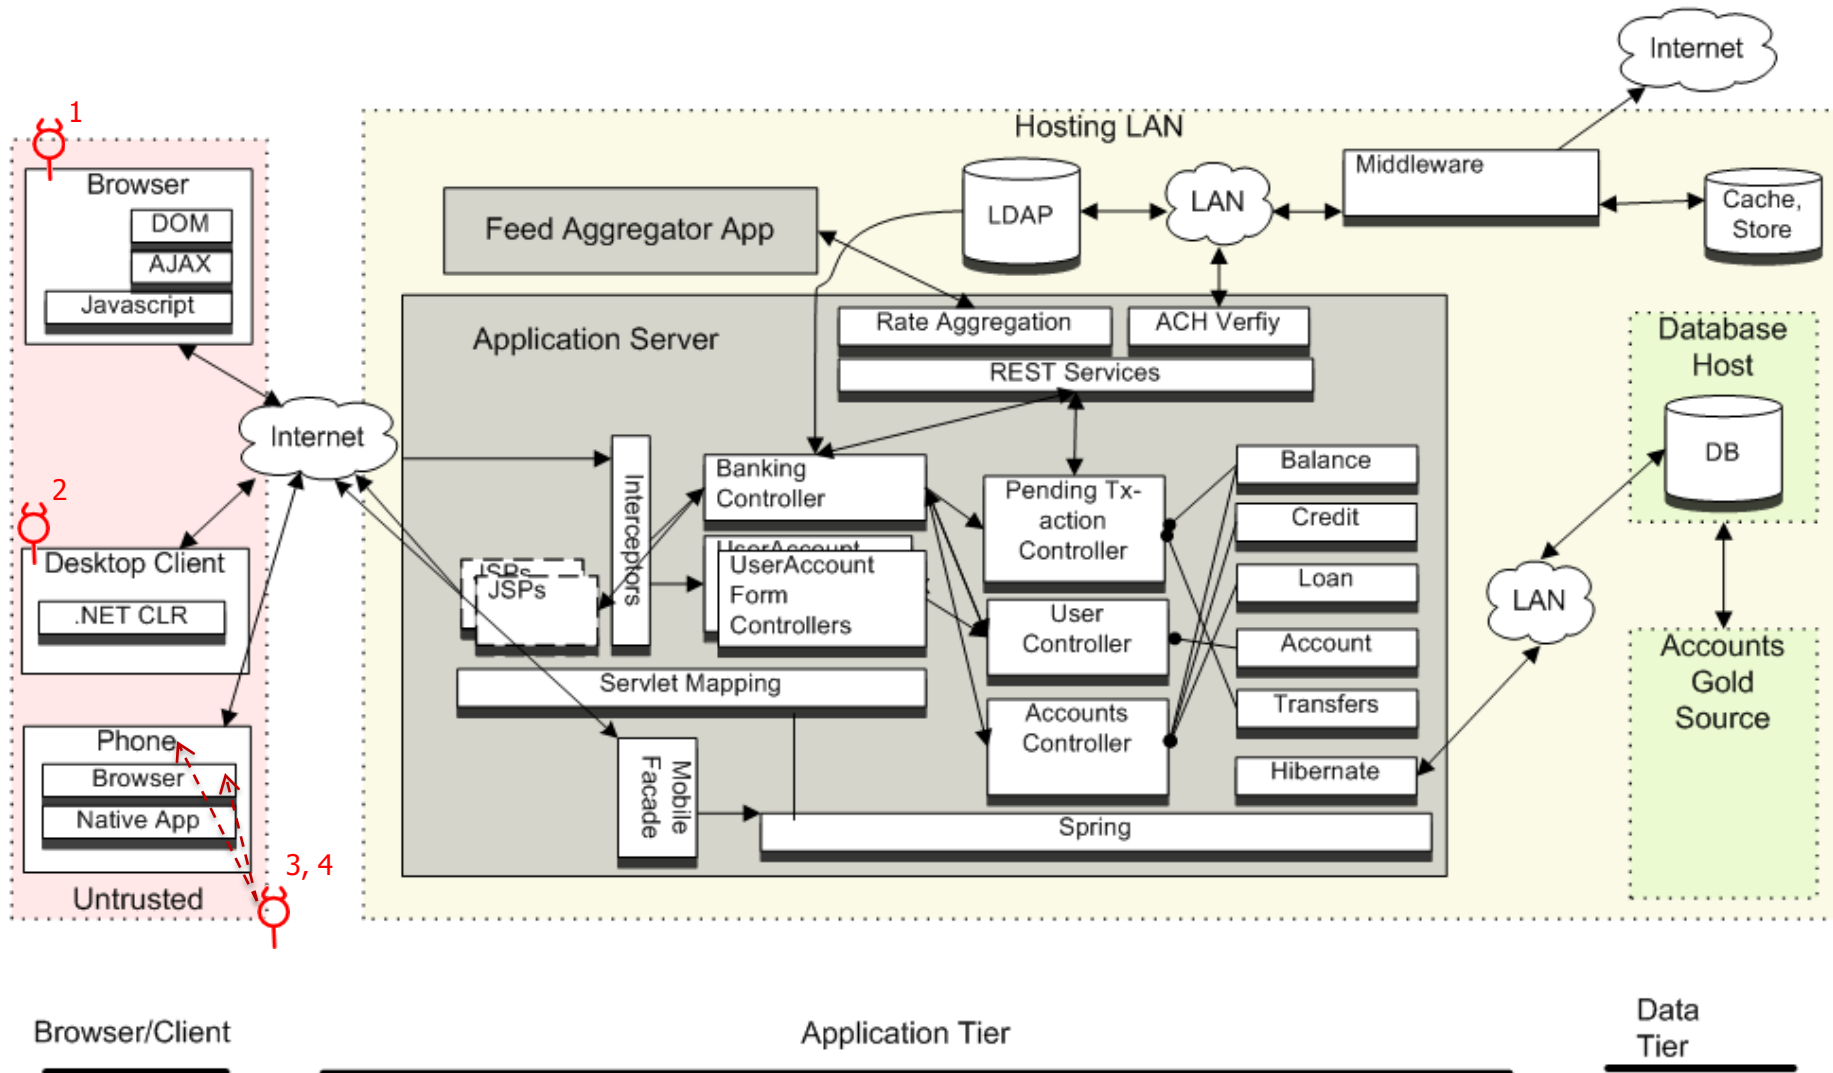 Internet
1
Hosting LAN
Browser
DOM
AJAX
Javascript
Middleware
LDAP
LAN
Cache,
Store
Feed Aggregator App
Application Server
Rate Aggregation
ACH Verfiy
REST Services
Database
Host
DB
Internet
2
Desktop Client
.NET CLR
Interceptors
Banking
Controller
UserAccount
UserAccount
Form
Controllers
JSPs
JSPs
Servlet Mapping
Pending Tx-
action
Controller
User
Controller
Accounts
Controller
Balance
Credit
Loan
Account
Transfers
Hibernate
LAN
Accounts
Gold
Source
Phone
Browser
Native App
3, 4
Untrusted
Mobile
Facade
Spring
Browser/Client
Application Tier
Data
Tier